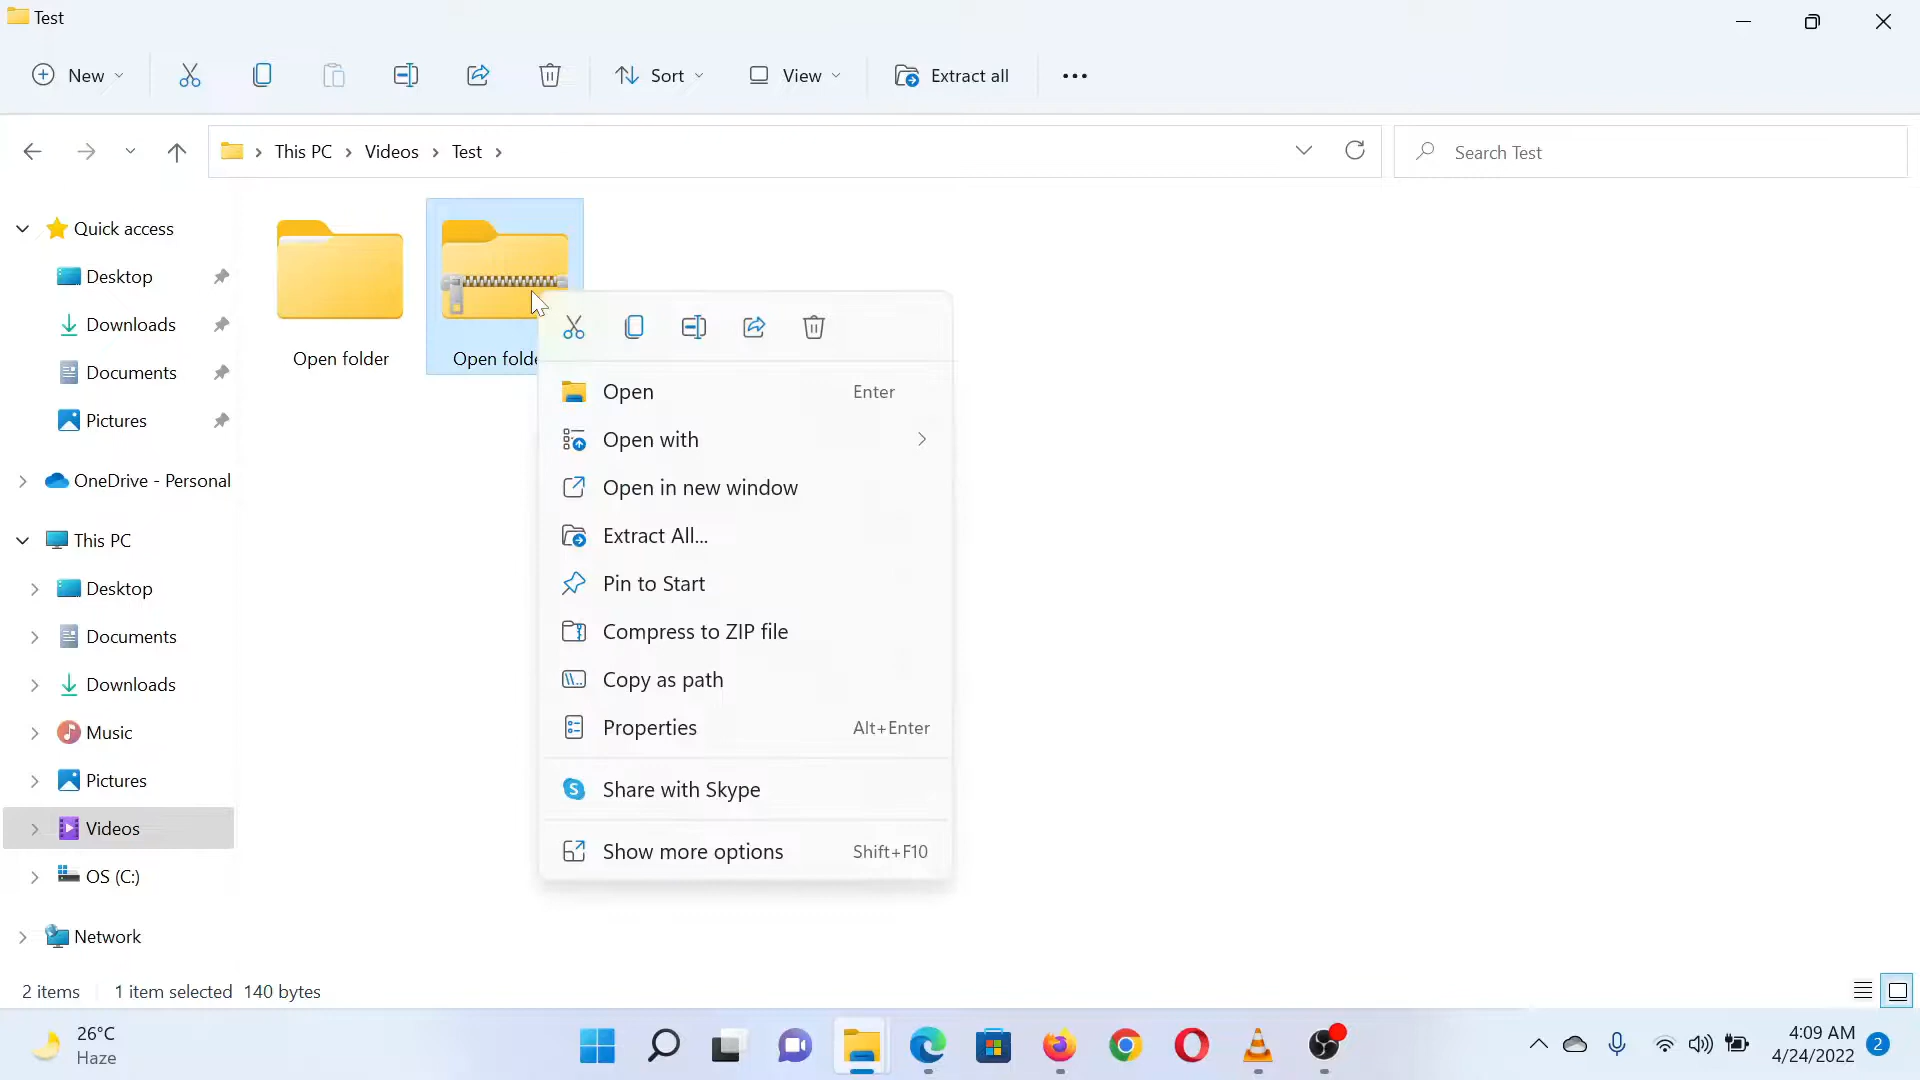 Test
New
Sort
View
Extract all
This PC
Videos
Test
Search Test
Quick access
Desktop
Downloads
Documents
Pictures
OneDrive - Personal
This PC
Desktop
Documents
Downloads
Music
Pictures
Videos
OS (C:)
Network
Open folder
Open folde
Open Enter
Open with
Open in new window
Extract All...
Pin to Start
Compress to ZIP file
Copy as path
Properties Alt+Enter
Share with Skype
Show more options Shift+F10
2 items 1 item selected 140 bytes
26°C
Haze
4:09 AM
4/24/2022
2